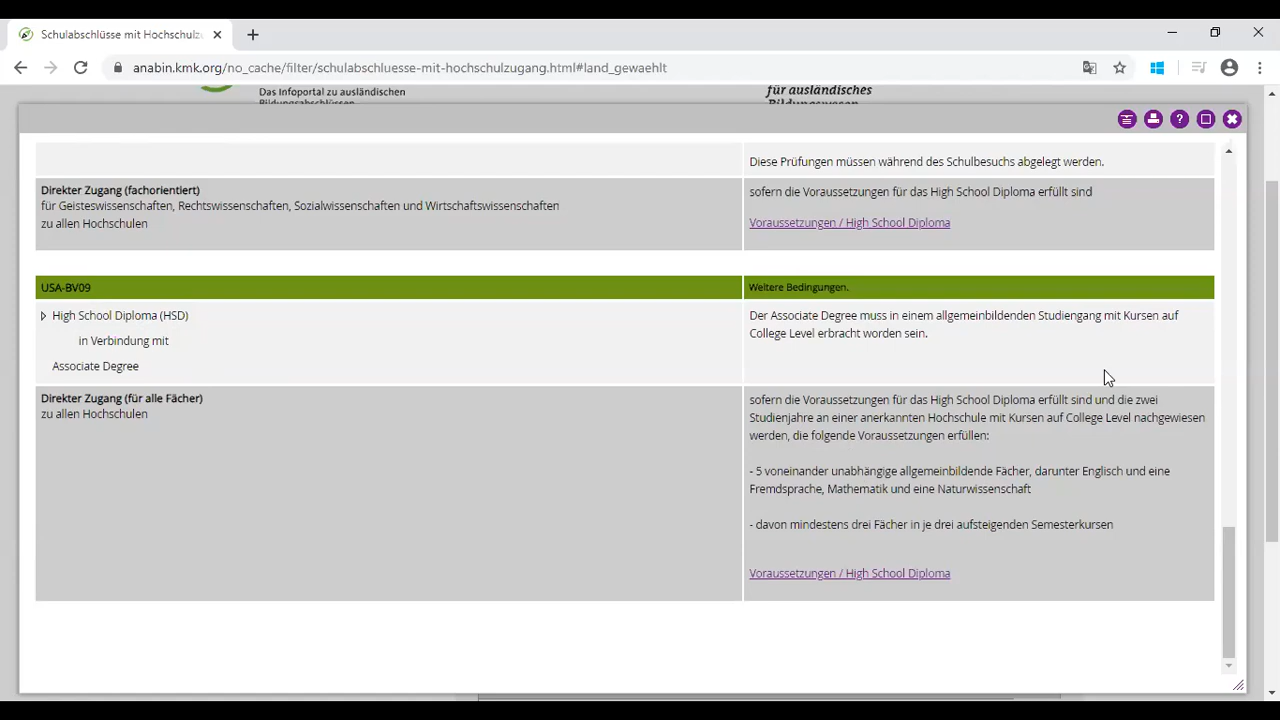 Schulabschlüsse mit Hochschulz
anabin.kmk.org/no_cache/filter/schulabschluesse-mit-hochschulzugang.html#land_gewaehlt
Das Infoportal zu ausländischen
Bildungsabschlüssen
für ausländisches
Bildungswesen
Diese Prüfungen müssen während des Schulbesuchs abgelegt werden.
Direkter Zugang (fachorientiert)
für Geisteswissenschaften, Rechtswissenschaften, Sozialwissenschaften und Wirtschaftswissenschaften
zu allen Hochschulen
sofern die Voraussetzungen für das High School Diploma erfüllt sind
Voraussetzungen / High School Diploma
USA-BV09
Weitere Bedingungen.
High School Diploma (HSD)
in Verbindung mit
Associate Degree
Der Associate Degree muss in einem allgemeinbildenden Studiengang mit Kursen auf
College Level erbracht worden sein.
Direkter Zugang (für alle Fächer)
zu allen Hochschulen
sofern die Voraussetzungen für das High School Diploma erfüllt sind und die zwei
Studienjahre an einer anerkannten Hochschule mit Kursen auf College Level nachgewiesen
werden, die folgende Voraussetzungen erfüllen:
- 5 voneinander unabhängige allgemeinbildende Fächer, darunter Englisch und eine
Fremdsprache, Mathematik und eine Naturwissenschaft
- davon mindestens drei Fächer in je drei aufsteigenden Semesterkursen
Voraussetzungen / High School Diploma